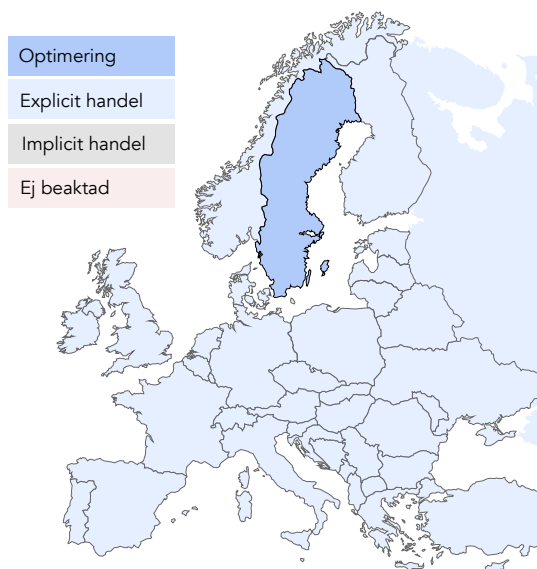 Optimering
Explicit handel
Implicit handel
Ej beaktad